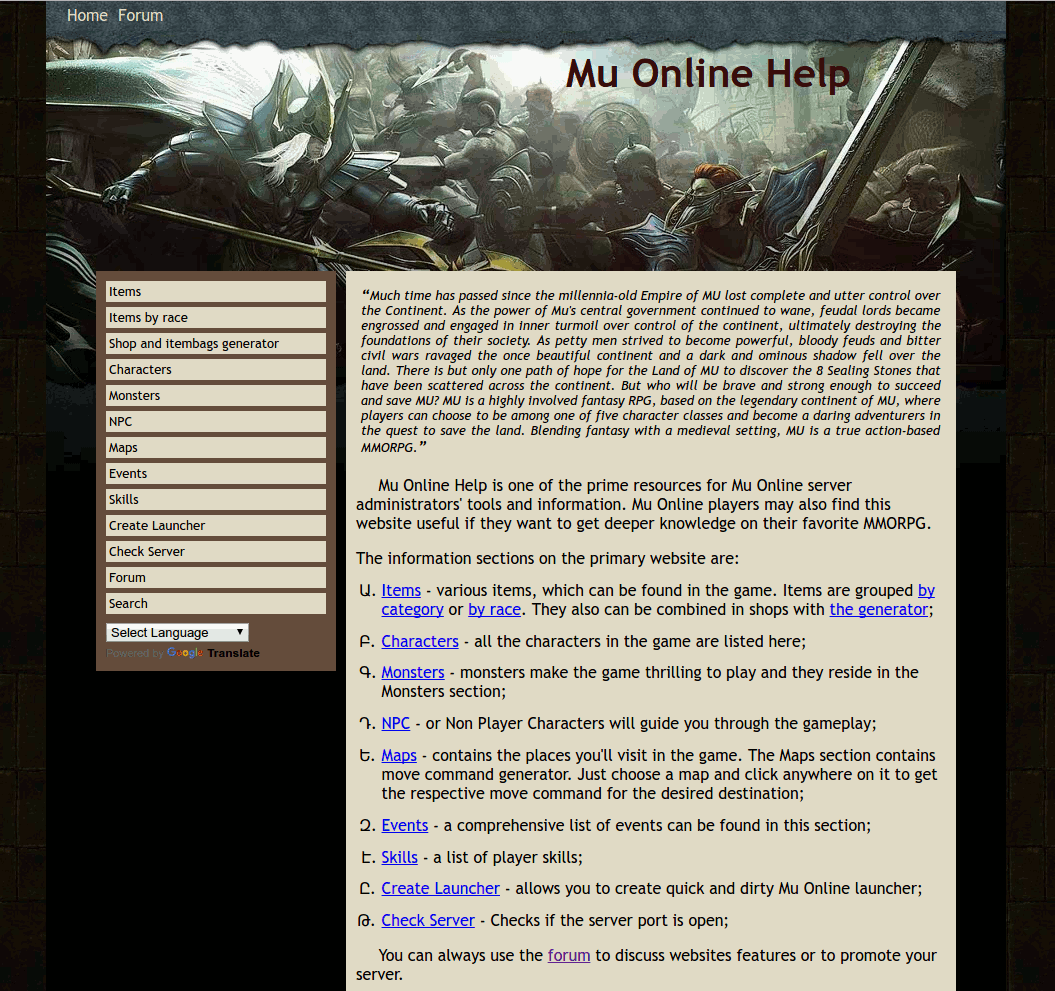 Home Forum
Mu Online Help
Items
Items by race
Shop and itembags generator
Characters
Monsters
NPC
Maps
Events
Skills
Create Launcher
Check Server
Forum
Search
Select Language
Powered by Google Translate
“Much time has passed since the millennia-old Empire of MU lost complete and utter control over
the Continent. As the power of Mu's central government continued to wane, feudal lords became
engrossed and engaged in inner turmoil over control of the continent, ultimately destroying the
foundations of their society. As petty men strived to become powerful, bloody feuds and bitter
civil wars ravaged the once beautiful continent and a dark and ominous shadow fell over the
land. There is but only one path of hope for the Land of MU to discover the 8 Sealing Stones that
have been scattered across the continent. But who will be brave and strong enough to succeed
and save MU? MU is a highly involved fantasy RPG, based on the legendary continent of MU, where
players can choose to be among one of five character classes and become a daring adventurers in
the quest to save the land. Blending fantasy with a medieval setting, MU is a true action-based
MMORPG.”
Mu Online Help is one of the prime resources for Mu Online server
administrators' tools and information. Mu Online players may also find this
website useful if they want to get deeper knowledge on their favorite MMORPG.
The information sections on the primary website are:
Ա. Items - various items, which can be found in the game. Items are grouped by
category or by race. They also can be combined in shops with the generator;
Բ. Characters - all the characters in the game are listed here;
Գ. Monsters - monsters make the game thrilling to play and they reside in the
Monsters section;
Դ. NPC - or Non Player Characters will guide you through the gameplay;
Ե. Maps - contains the places you'll visit in the game. The Maps section contains
move command generator. Just choose a map and click anywhere on it to get
the respective move command for the desired destination;
Զ. Events - a comprehensive list of events can be found in this section;
Է. Skills - a list of player skills;
Ը. Create Launcher - allows you to create quick and dirty Mu Online launcher;
Թ. Check Server - Checks if the server port is open;
You can always use the forum to discuss websites features or to promote your
server.